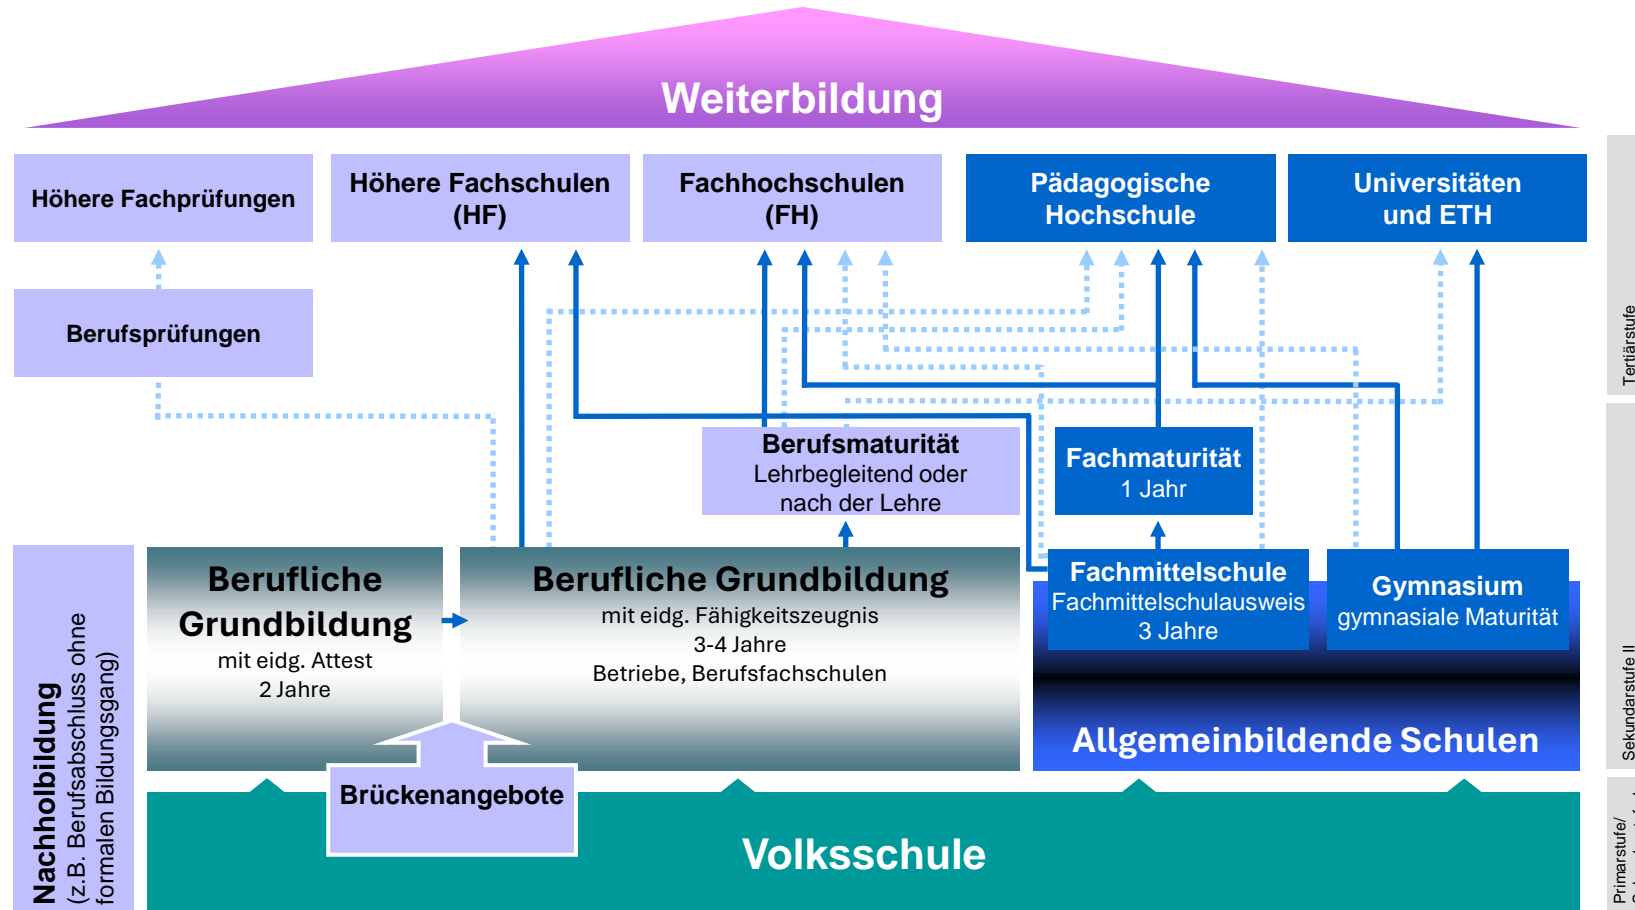 Weiterbildung
Höhere Fachprüfungen
Höhere Fachschulen
(HF)
Fachhochschulen
(FH)
Pädagogische
Hochschule
Universitäten
und ETH
Berufsprüfungen
Tertiärstufe
Berufsmaturität
Lehrbegleitend oder
nach der Lehre
Fachmaturität
1 Jahr
Nachholbildung
(z.B. Berufsabschluss ohne
formalen Bildungsgang)
Berufliche
Grundbildung
mit eidg. Attest
2 Jahre
Berufliche Grundbildung
mit eidg. Fähigkeitszeugnis
3-4 Jahre
Betriebe, Berufsfachschulen
Fachmittelschule
Fachmittelschulausweis
3 Jahre
Gymnasium
gymnasiale Maturität
Allgemeinbildende Schulen
Sekundarstufe II
Brückenangebote
Volksschule
Primarstufe/